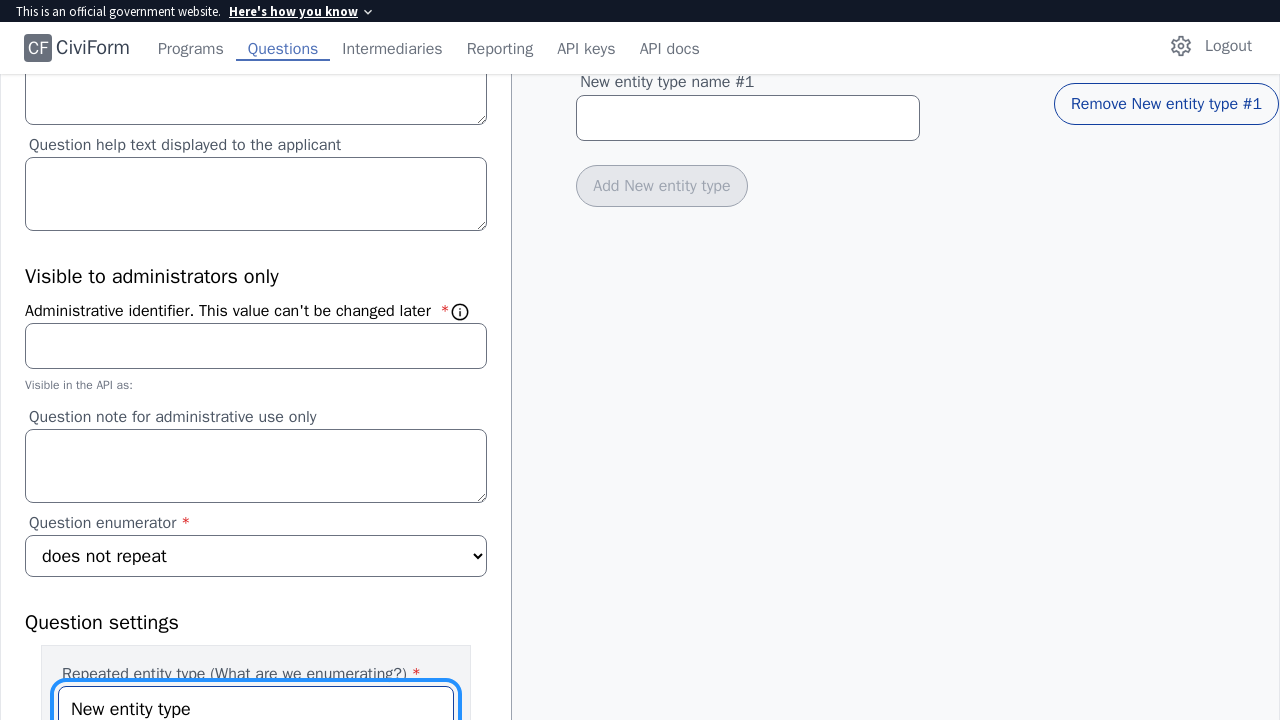 This is an official government website. Here's how you know
CF CiviForm Programs Questions Intermediaries Reporting API keys API docs Logout
Question help text displayed to the applicant
Visible to administrators only
Administrative identifier. This value can't be changed later *
Visible in the API as:
Question note for administrative use only
Question enumerator *
does not repeat
Question settings
Repeated entity type (What are we enumerating?) *
New entity type
New entity type name #1
Remove New entity type #1
Add New entity type